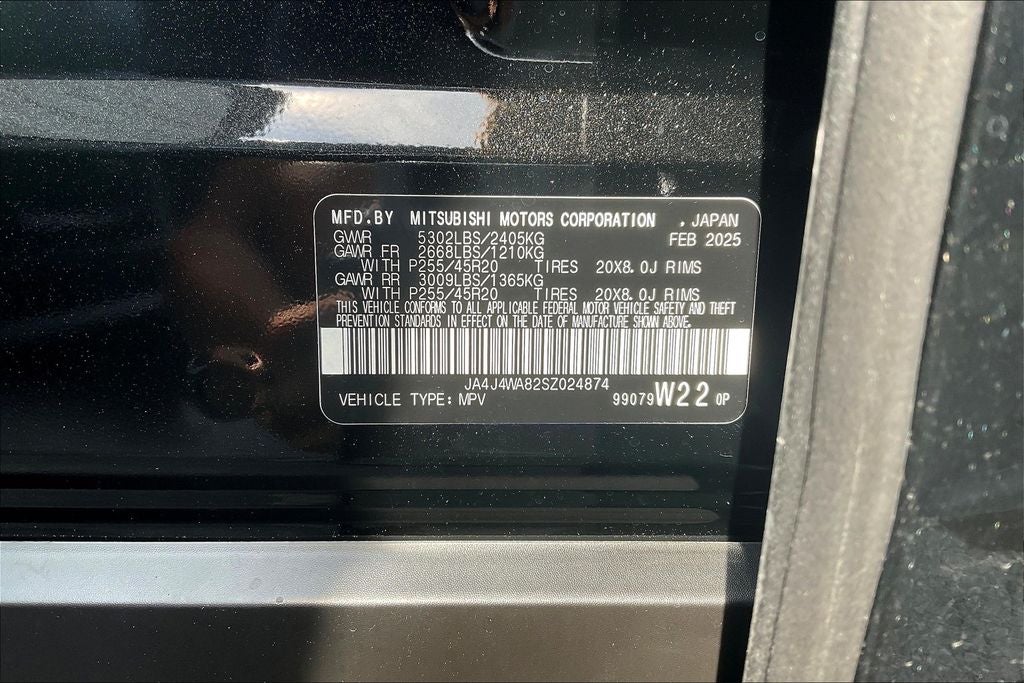 MFD.BY MITSUBISHI MOTORS CORPORATION , JAPAN
GVWR 5302LBS/2405KG FEB 2025
GAWR FR 2668LBS/1210KG
WITH P255/45R20 TIRES 20X8.0J RIMS
GAWR RR 3009LBS/1365KG
WITH P255/45R20 TIRES 20X8.0J RIMS
THIS VEHICLE CONFORMS TO ALL APPLICABLE FEDERAL MOTOR VEHICLE SAFETY AND THEFT
PREVENTION STANDARDS IN EFFECT ON THE DATE OF MANUFACTURE SHOWN ABOVE.
JA4J4WA82SZ024874
VEHICLE TYPE: MPV 99079 W22 0P